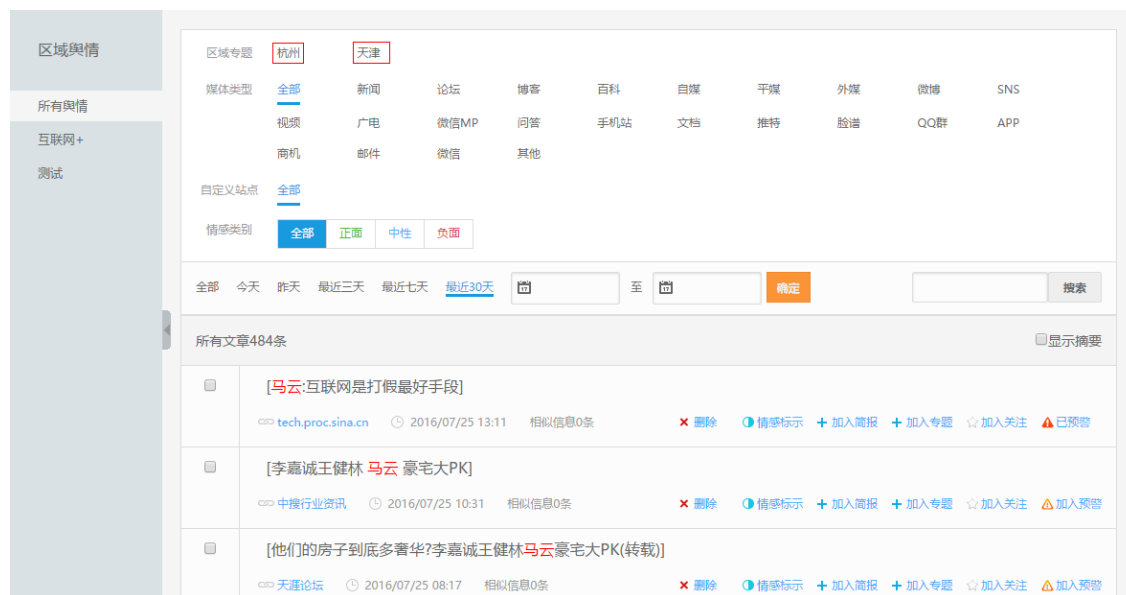 区域舆情
所有舆情
互联网+
测试
区域专题 杭州 天津
媒体类型 全部 新闻 论坛 博客 百科 自媒 平媒 外媒 微博 SNS
视频 广电 微信MP 问答 手机站 文档 推特 脸谱 QQ群 APP
商机 邮件 微信 其他
自定义站点 全部
情感类别 全部 正面 中性 负面
全部 今天 昨天 最近三天 最近七天 最近30天 17 至 17 确定 搜索
所有文章484条 显示摘要
[马云:互联网是打假最好手段]
tech.proc.sina.cn 2016/07/25 13:11 相似信息0条 删除 情感标示 加入简报 加入专题 加入关注 已预警
[李嘉诚王健林 马云 豪宅大PK]
中搜行业资讯 2016/07/25 10:31 相似信息0条 删除 情感标示 加入简报 加入专题 加入关注 加入预警
[他们的房子到底多奢华?李嘉诚王健林马云豪宅大PK(转载)]
天涯论坛 2016/07/25 08:17 相似信息0条 删除 情感标示 加入简报 加入专题 加入关注 加入预警